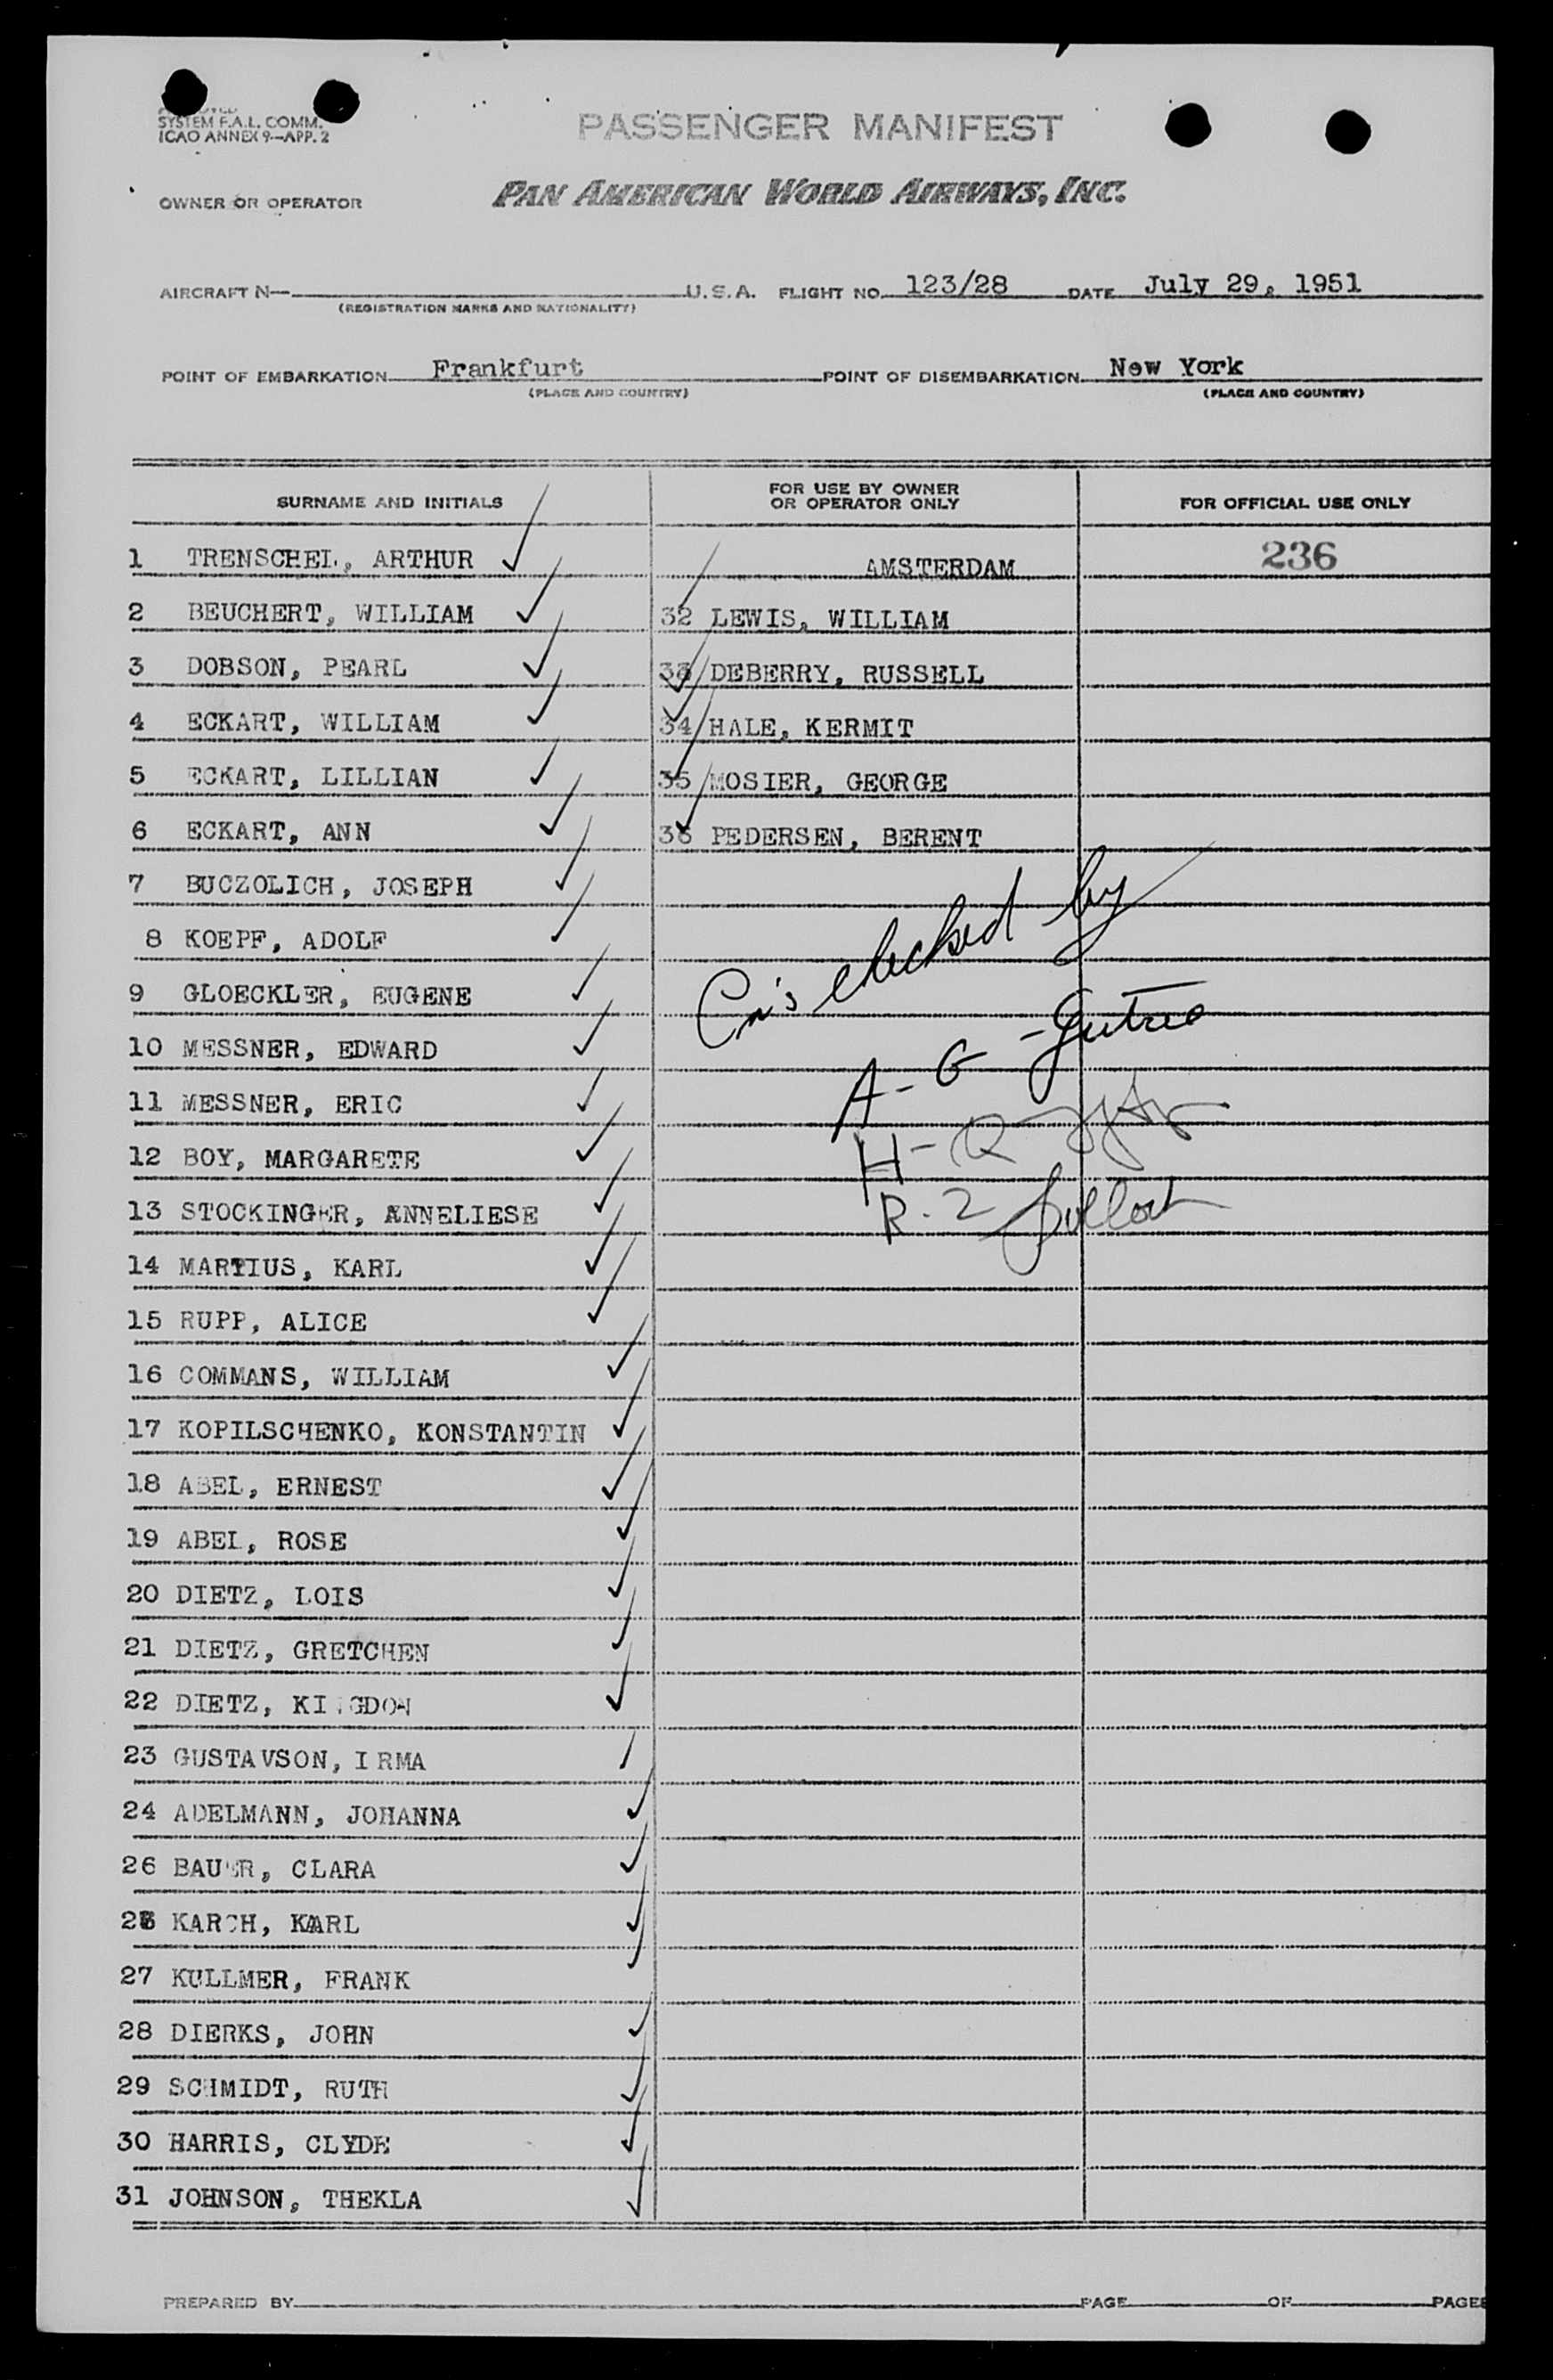 SYSTEM F.A.L. COMM.
ICAO ANNEX 9—APP. 2
PASSENGER MANIFEST
OWNER OR OPERATOR
PAN AMERICAN WORLD AIRWAYS, INC.
AIRCRAFT N— U.S.A. FLIGHT NO. 123/28 DATE July 29, 1951
(REGISTRATION MARKS AND NATIONALITY)
POINT OF EMBARKATION Frankfurt POINT OF DISEMBARKATION New York
(PLACE AND COUNTRY) (PLACE AND COUNTRY)
SURNAME AND INITIALS
FOR USE BY OWNER
OR OPERATOR ONLY
FOR OFFICIAL USE ONLY
1 TRENSCHEL, ARTHUR
2 BEUCHERT, WILLIAM
3 DOBSON, PEARL
4 ECKART, WILLIAM
5 ECKART, LILLIAN
6 ECKART, ANN
7 BUCZOLICH, JOSEPH
8 KOEPF, ADOLF
9 GLOECKLER, EUGENE
10 MESSNER, EDWARD
11 MESSNER, ERIC
12 BOY, MARGARETE
13 STOCKINGER, ANNELIESE
14 MARTIUS, KARL
15 RUPP, ALICE
16 COMMANS, WILLIAM
17 KOPILSCHENKO, KONSTANTIN
18 ABEL, ERNEST
19 ABEL, ROSE
20 DIETZ, LOIS
21 DIETZ, GRETCHEN
22 DIETZ, KINGDON
23 GUSTAVSON, IRMA
24 ADELMANN, JOHANNA
26 BAUER, CLARA
26 KARCH, KARL
27 KULLMER, FRANK
28 DIERKS, JOHN
29 SCHMIDT, RUTH
30 HARRIS, CLYDE
31 JOHNSON, THEKLA
AMSTERDAM
32 LEWIS, WILLIAM
33 DEBERRY, RUSSELL
34 HALE, KERMIT
35 MOSIER, GEORGE
36 PEDERSEN, BERENT
checked by
A - G -
H - Q
R - Z
236
PREPARED BY PAGE OF PAGES